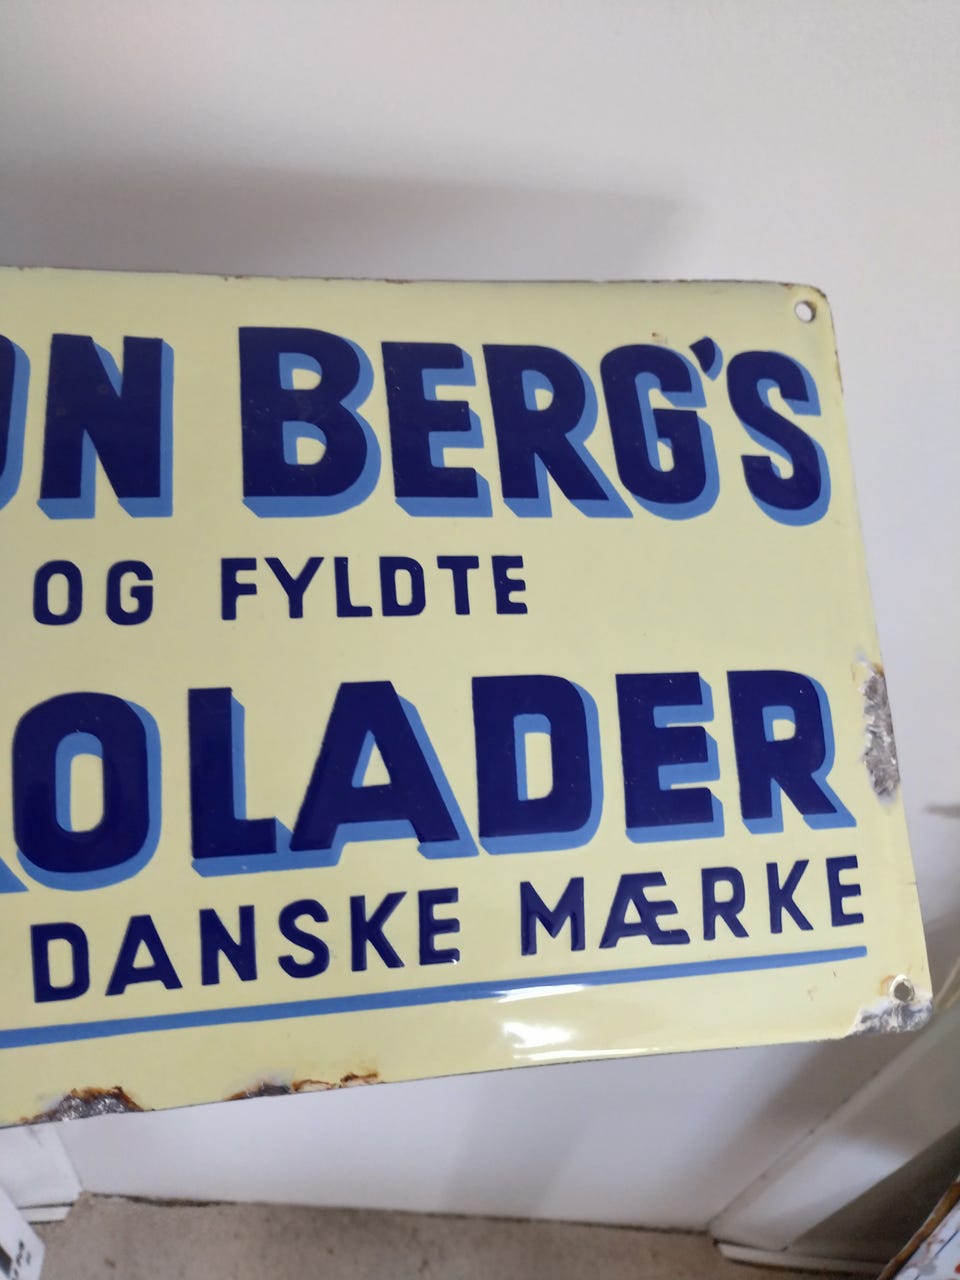 ON BERG'S
OG FYLDTE
OLADER
DANSKE MÆRKE